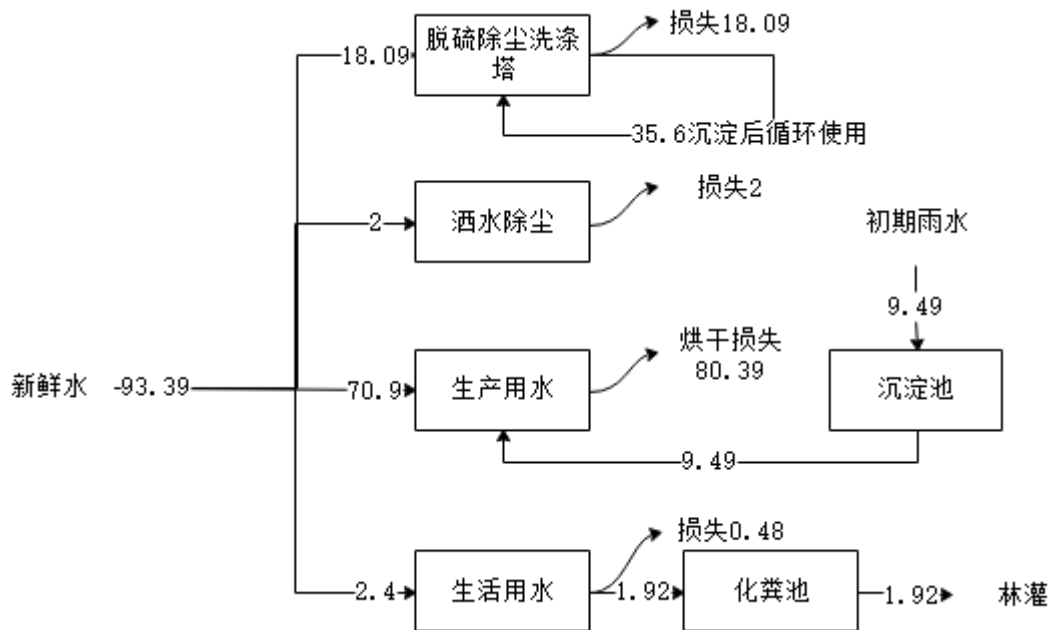 损失18.09
18.09
脱硫除尘洗涤
塔
35.6沉淀后循环使用
损失2
2
洒水除尘
初期雨水
9.49
烘干损失
80.39
新鲜水
-93.39
70.9
生产用水
沉淀池
9.49
损失0.48
2.4
生活用水
1.92
化粪池
1.92
林灌